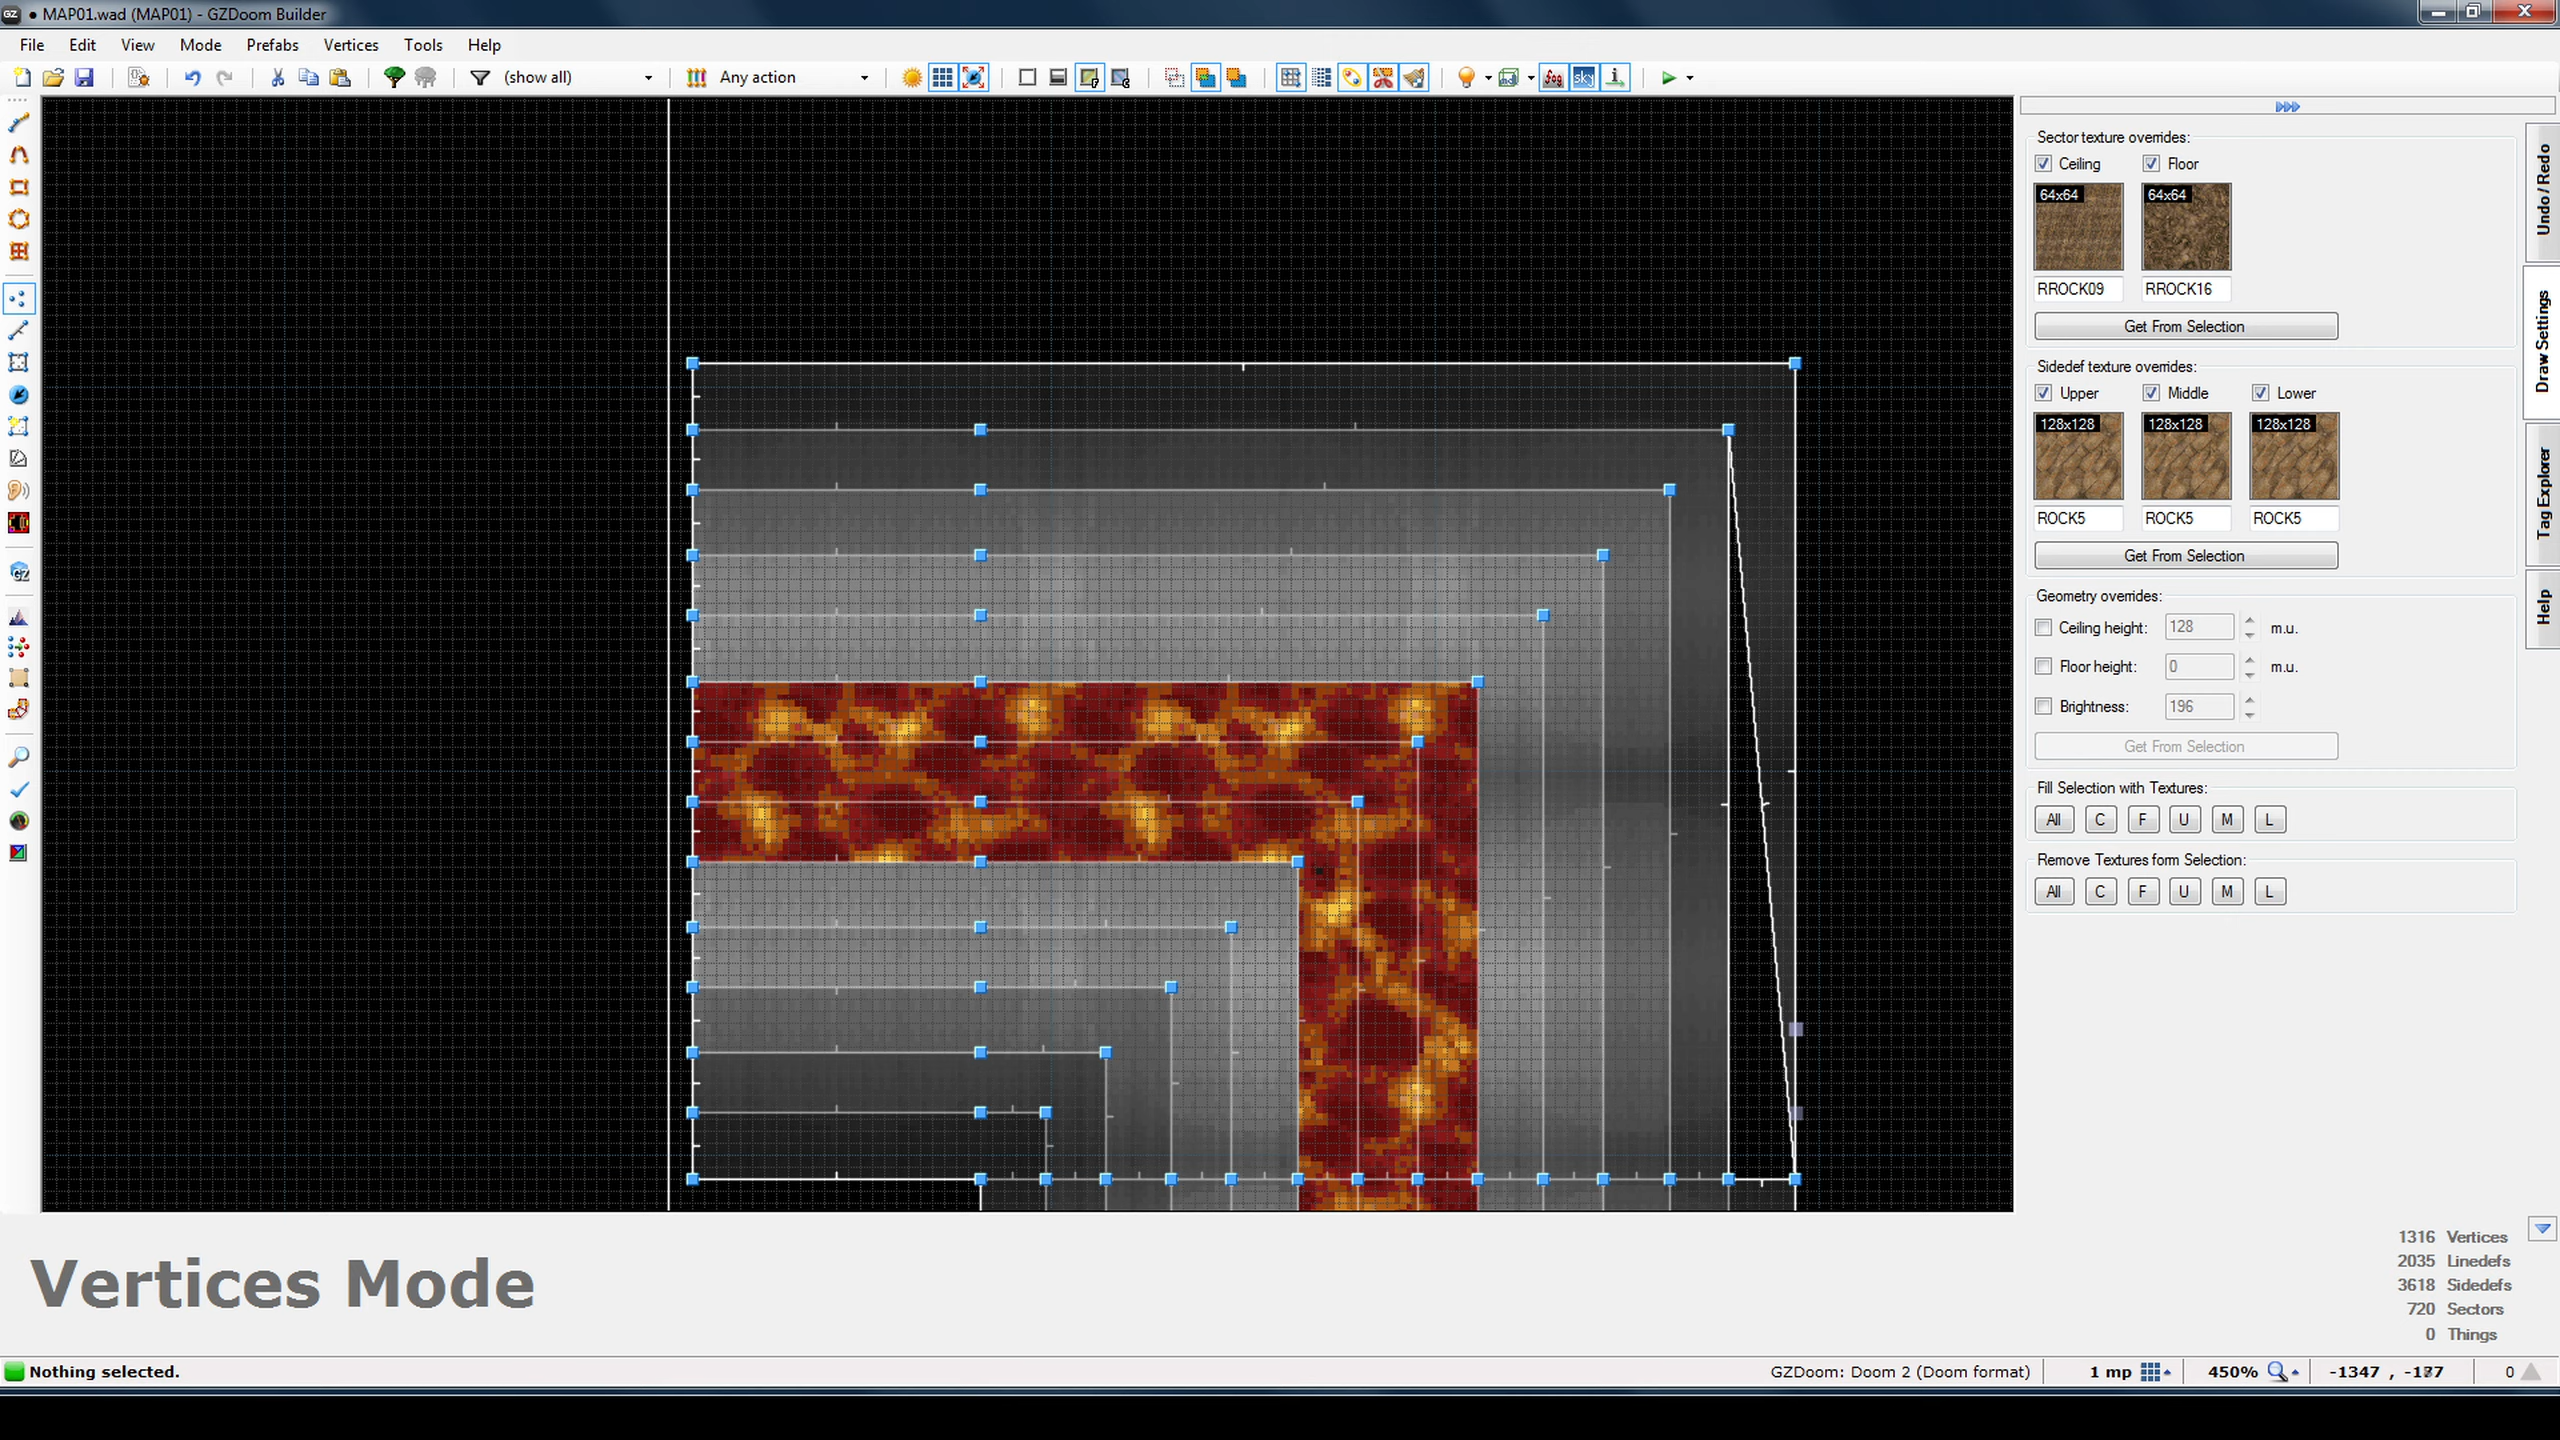 GZ • MAP01.wad (MAP01) - GZDoom Builder
File Edit View Mode Prefabs Vertices Tools Help
(show all) Any action fog sky i
Sector texture overrides:
Ceiling Floor
64x64 64x64
RROCK09 RROCK16
Get From Selection
Sidedef texture overrides:
Upper Middle Lower
128x128 128x128 128x128
ROCK5 ROCK5 ROCK5
Get From Selection
Geometry overrides:
Ceiling height: 128 m.u.
Floor height: 0 m.u.
Brightness: 196
Get From Selection
Fill Selection with Textures:
All C F U M L
Remove Textures form Selection:
All C F U M L
Undo / Redo
Draw Settings
Tag Explorer
Help
GZ
Vertices Mode
1316 Vertices
2035 Linedefs
3618 Sidedefs
720 Sectors
0 Things
Nothing selected. GZDoom: Doom 2 (Doom format) 1 mp 450% -1347 , 0